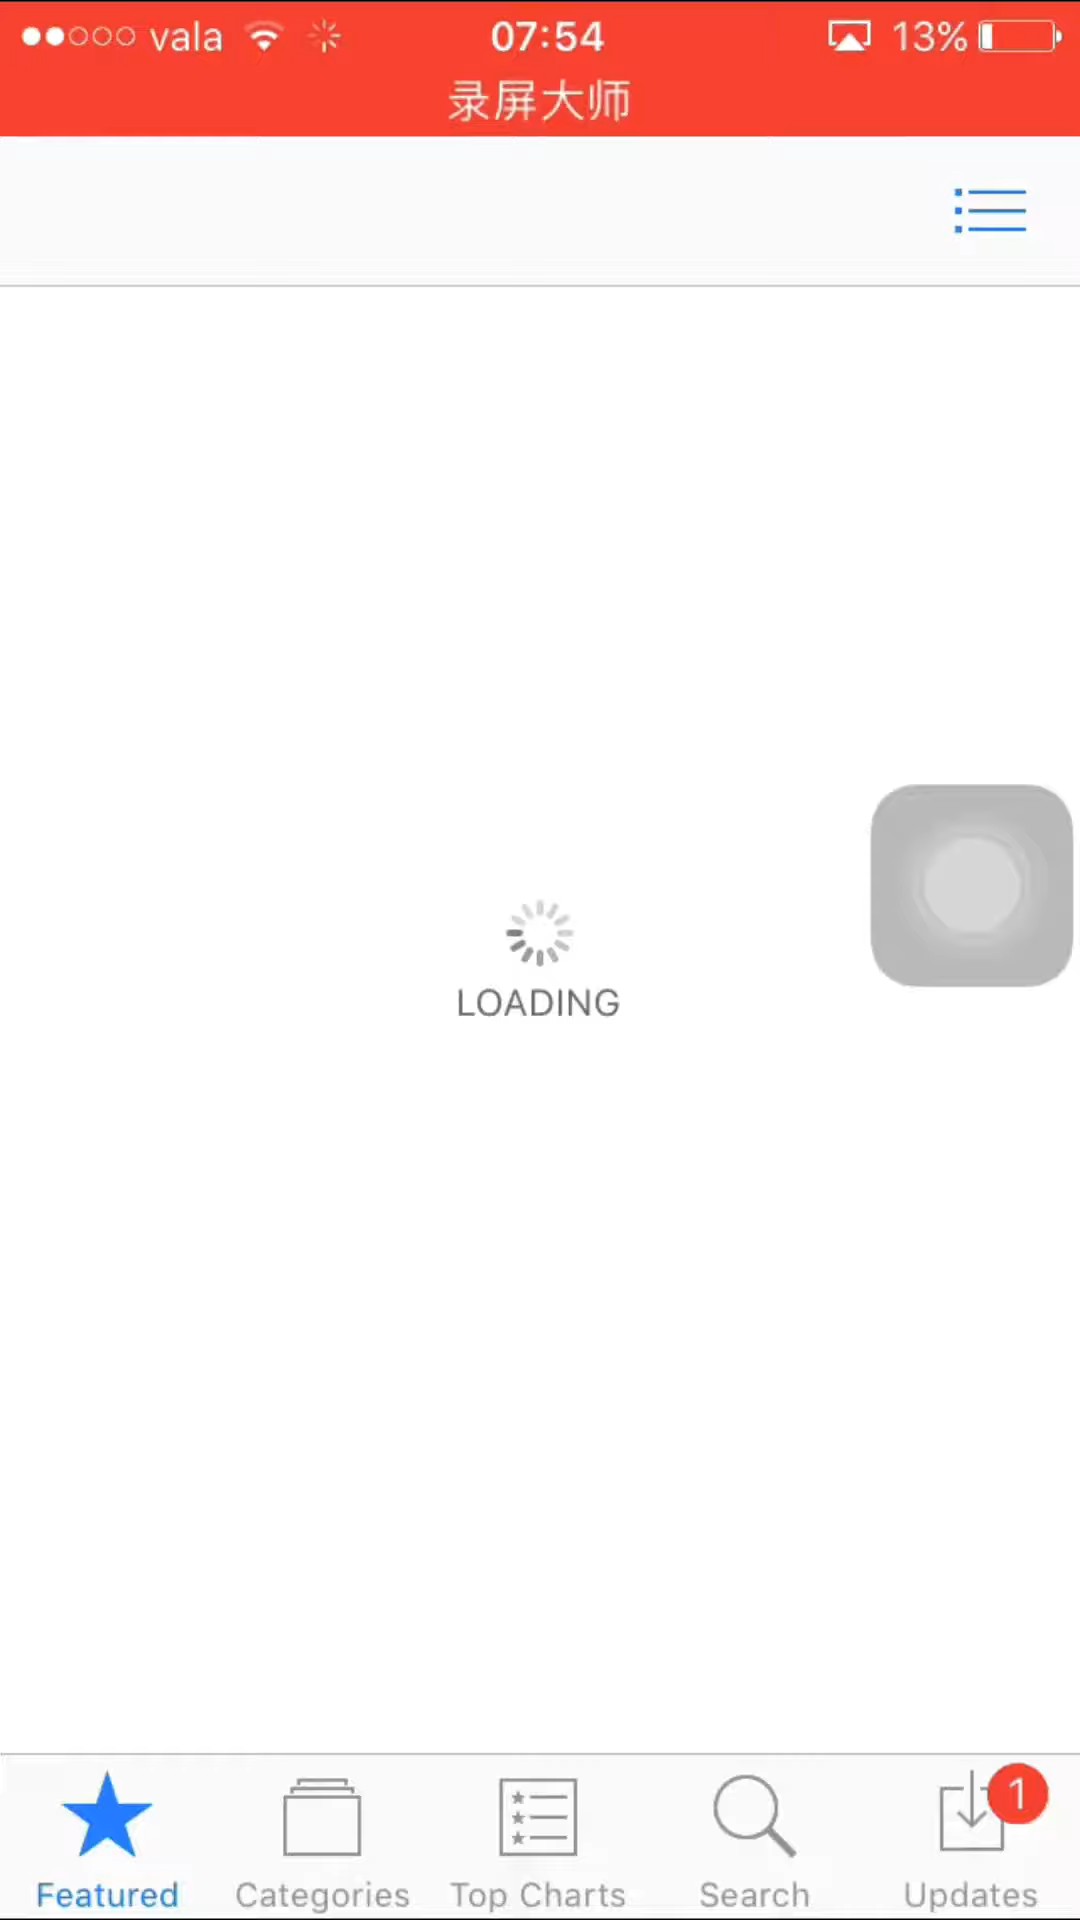 vala 07:54 13%
录屏大师
LOADING
1
Featured Categories Top Charts Search Updates